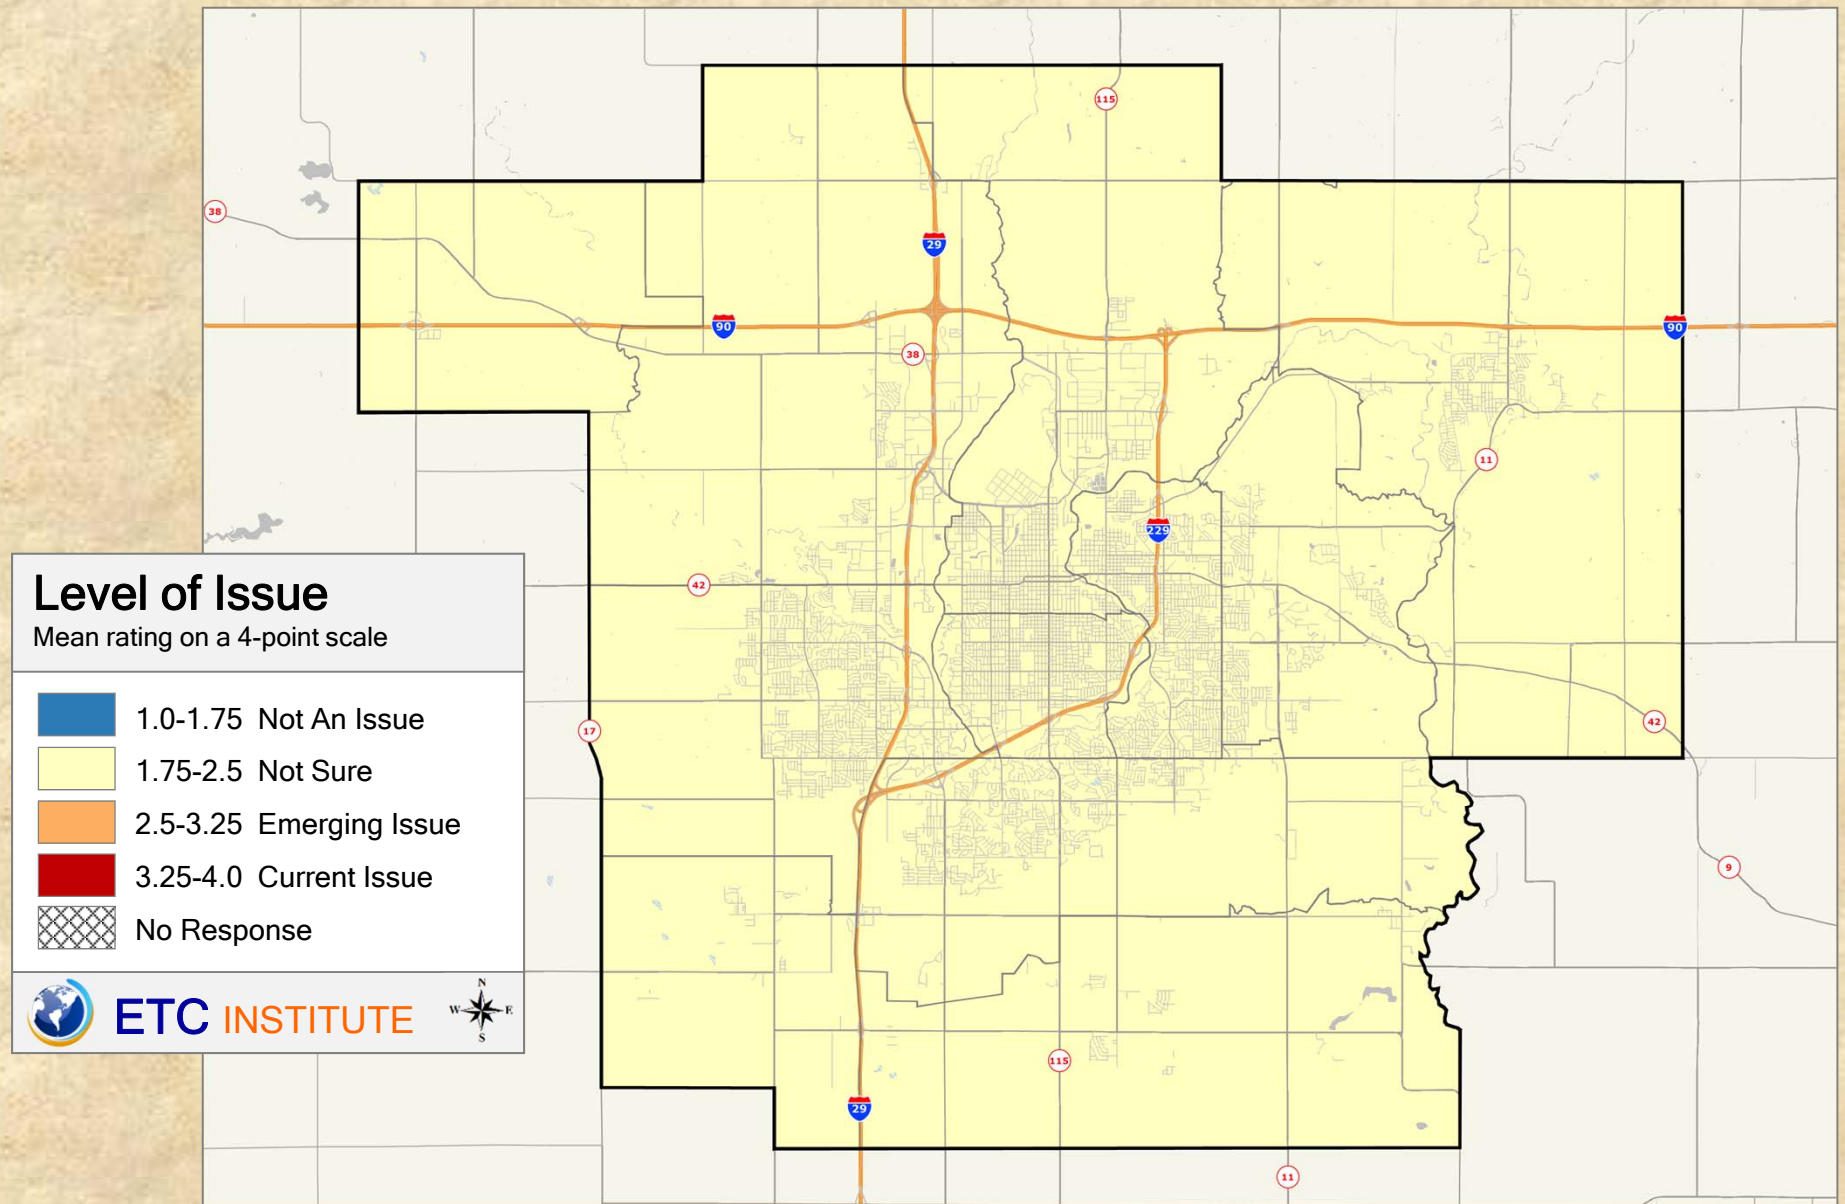 115
38
29
90
90
38
11
229
42
17
42
9
115
29
11
Level of Issue
Mean rating on a 4-point scale
1.0-1.75 Not An Issue
1.75-2.5 Not Sure
2.5-3.25 Emerging Issue
3.25-4.0 Current Issue
No Response
ETC INSTITUTE
N
W E
S